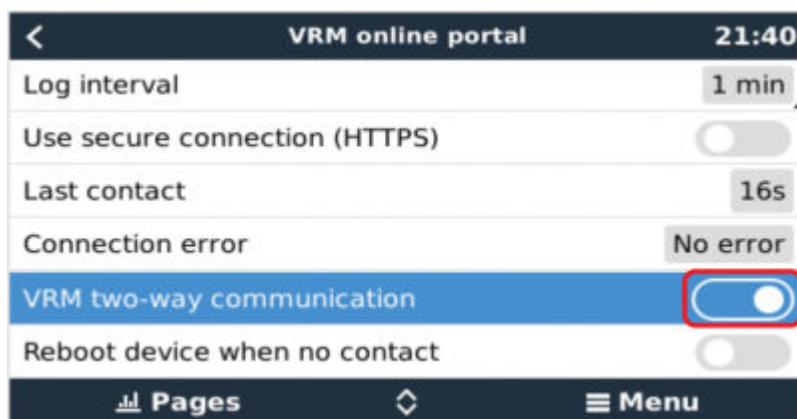 VRM online portal 21:40
Log interval 1 min
Use secure connection (HTTPS)
Last contact 16s
Connection error No error
VRM two-way communication
Reboot device when no contact
Pages Menu